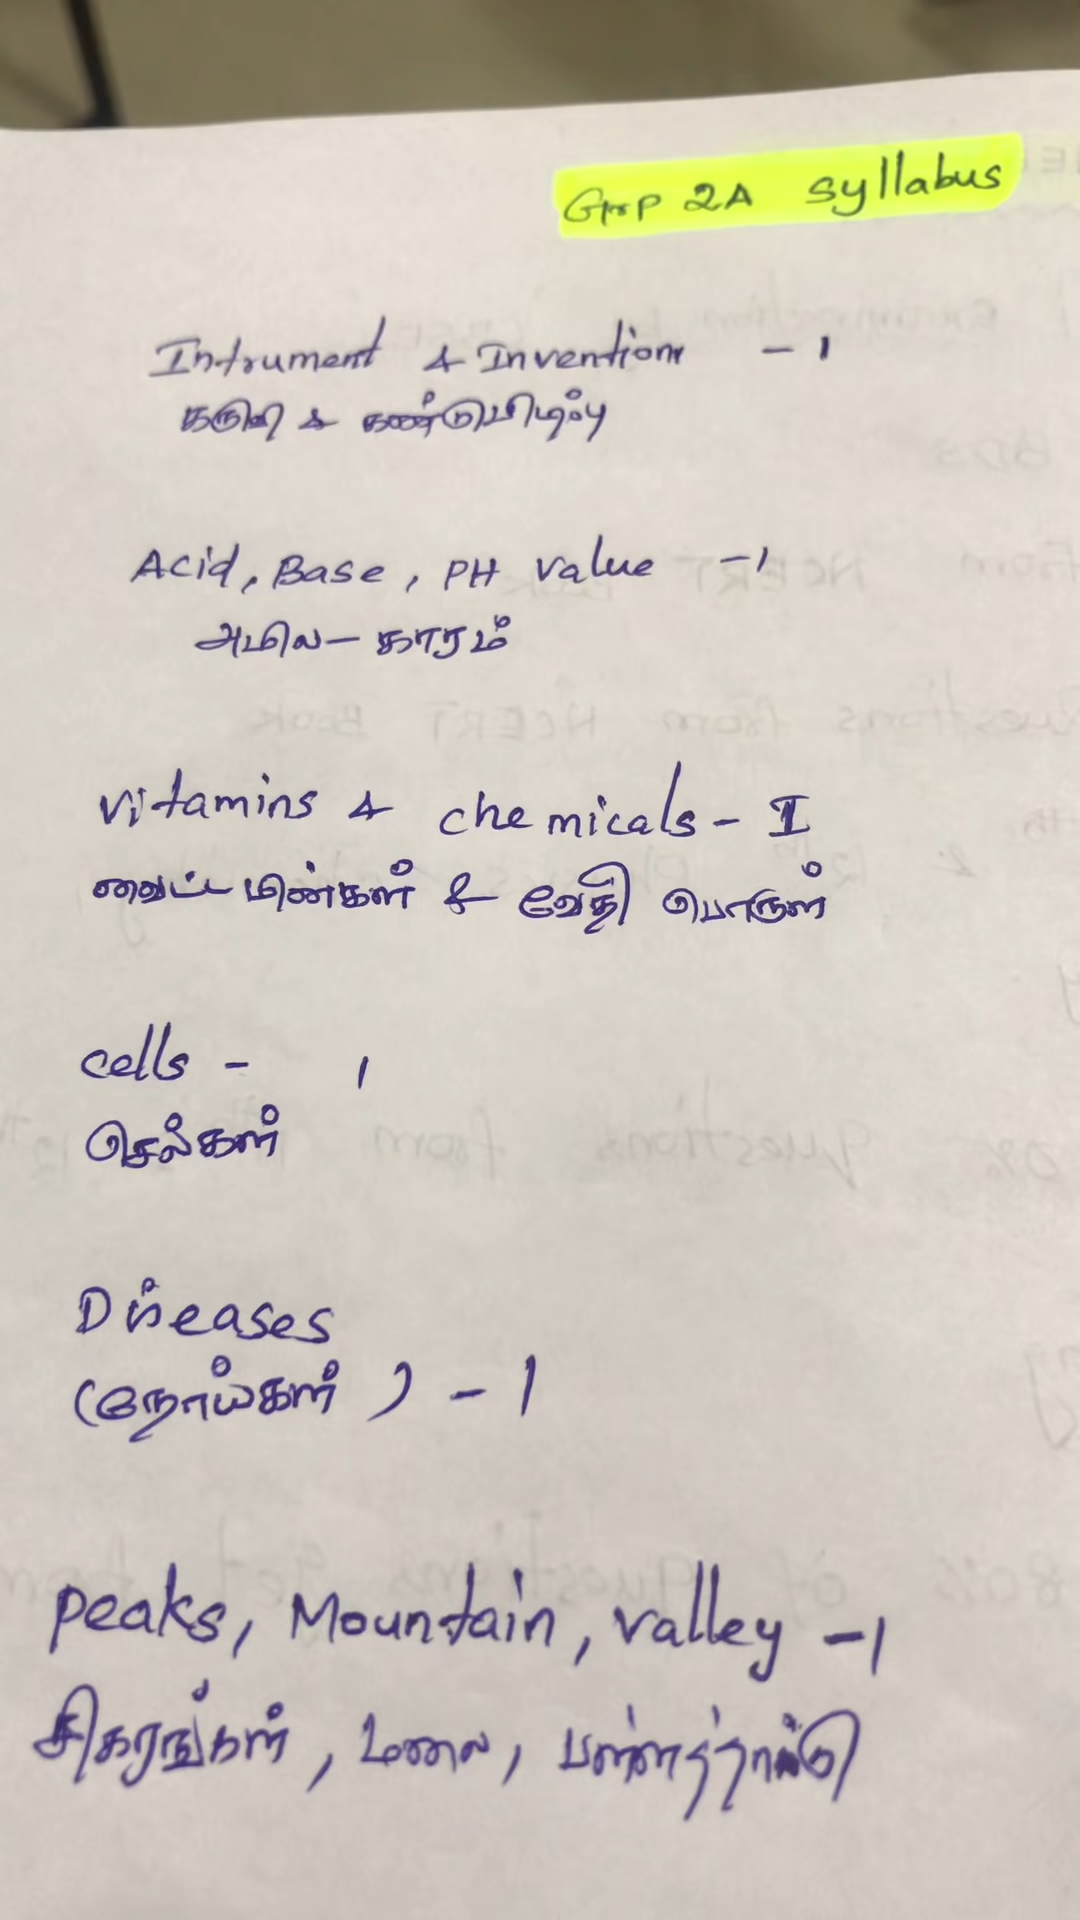 Grp 2A syllabus
Intrument & Invention - 1
கருவி & கண்டுபிடிப்பு
Acid, Base, PH value - 1
அமில - காரம்
vitamins & chemicals - I
வைட்டமின்கள் & வேதி பொருள்
cells - 1
செல்கள்
Diseases
(நோய்கள்) - 1
Peaks, Mountain, valley - 1
சிகரங்கள், மலை, பள்ளத்தாக்கு